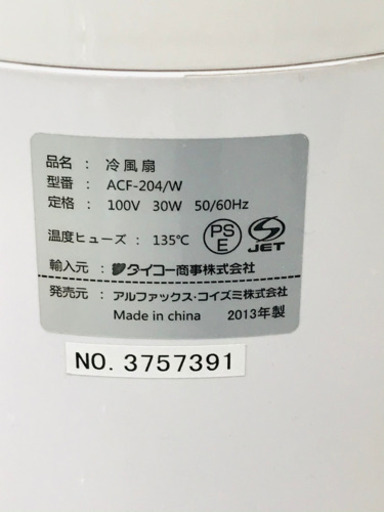 品名： 冷風扇
型番： ACF-204/W
定格： 100V 30W 50/60Hz
温度ヒューズ： 135℃ PSE JET
輸入元： タイコー商事株式会社
発売元： アルファックス・コイズミ株式会社
Made in china 2013年製
NO. 3757391